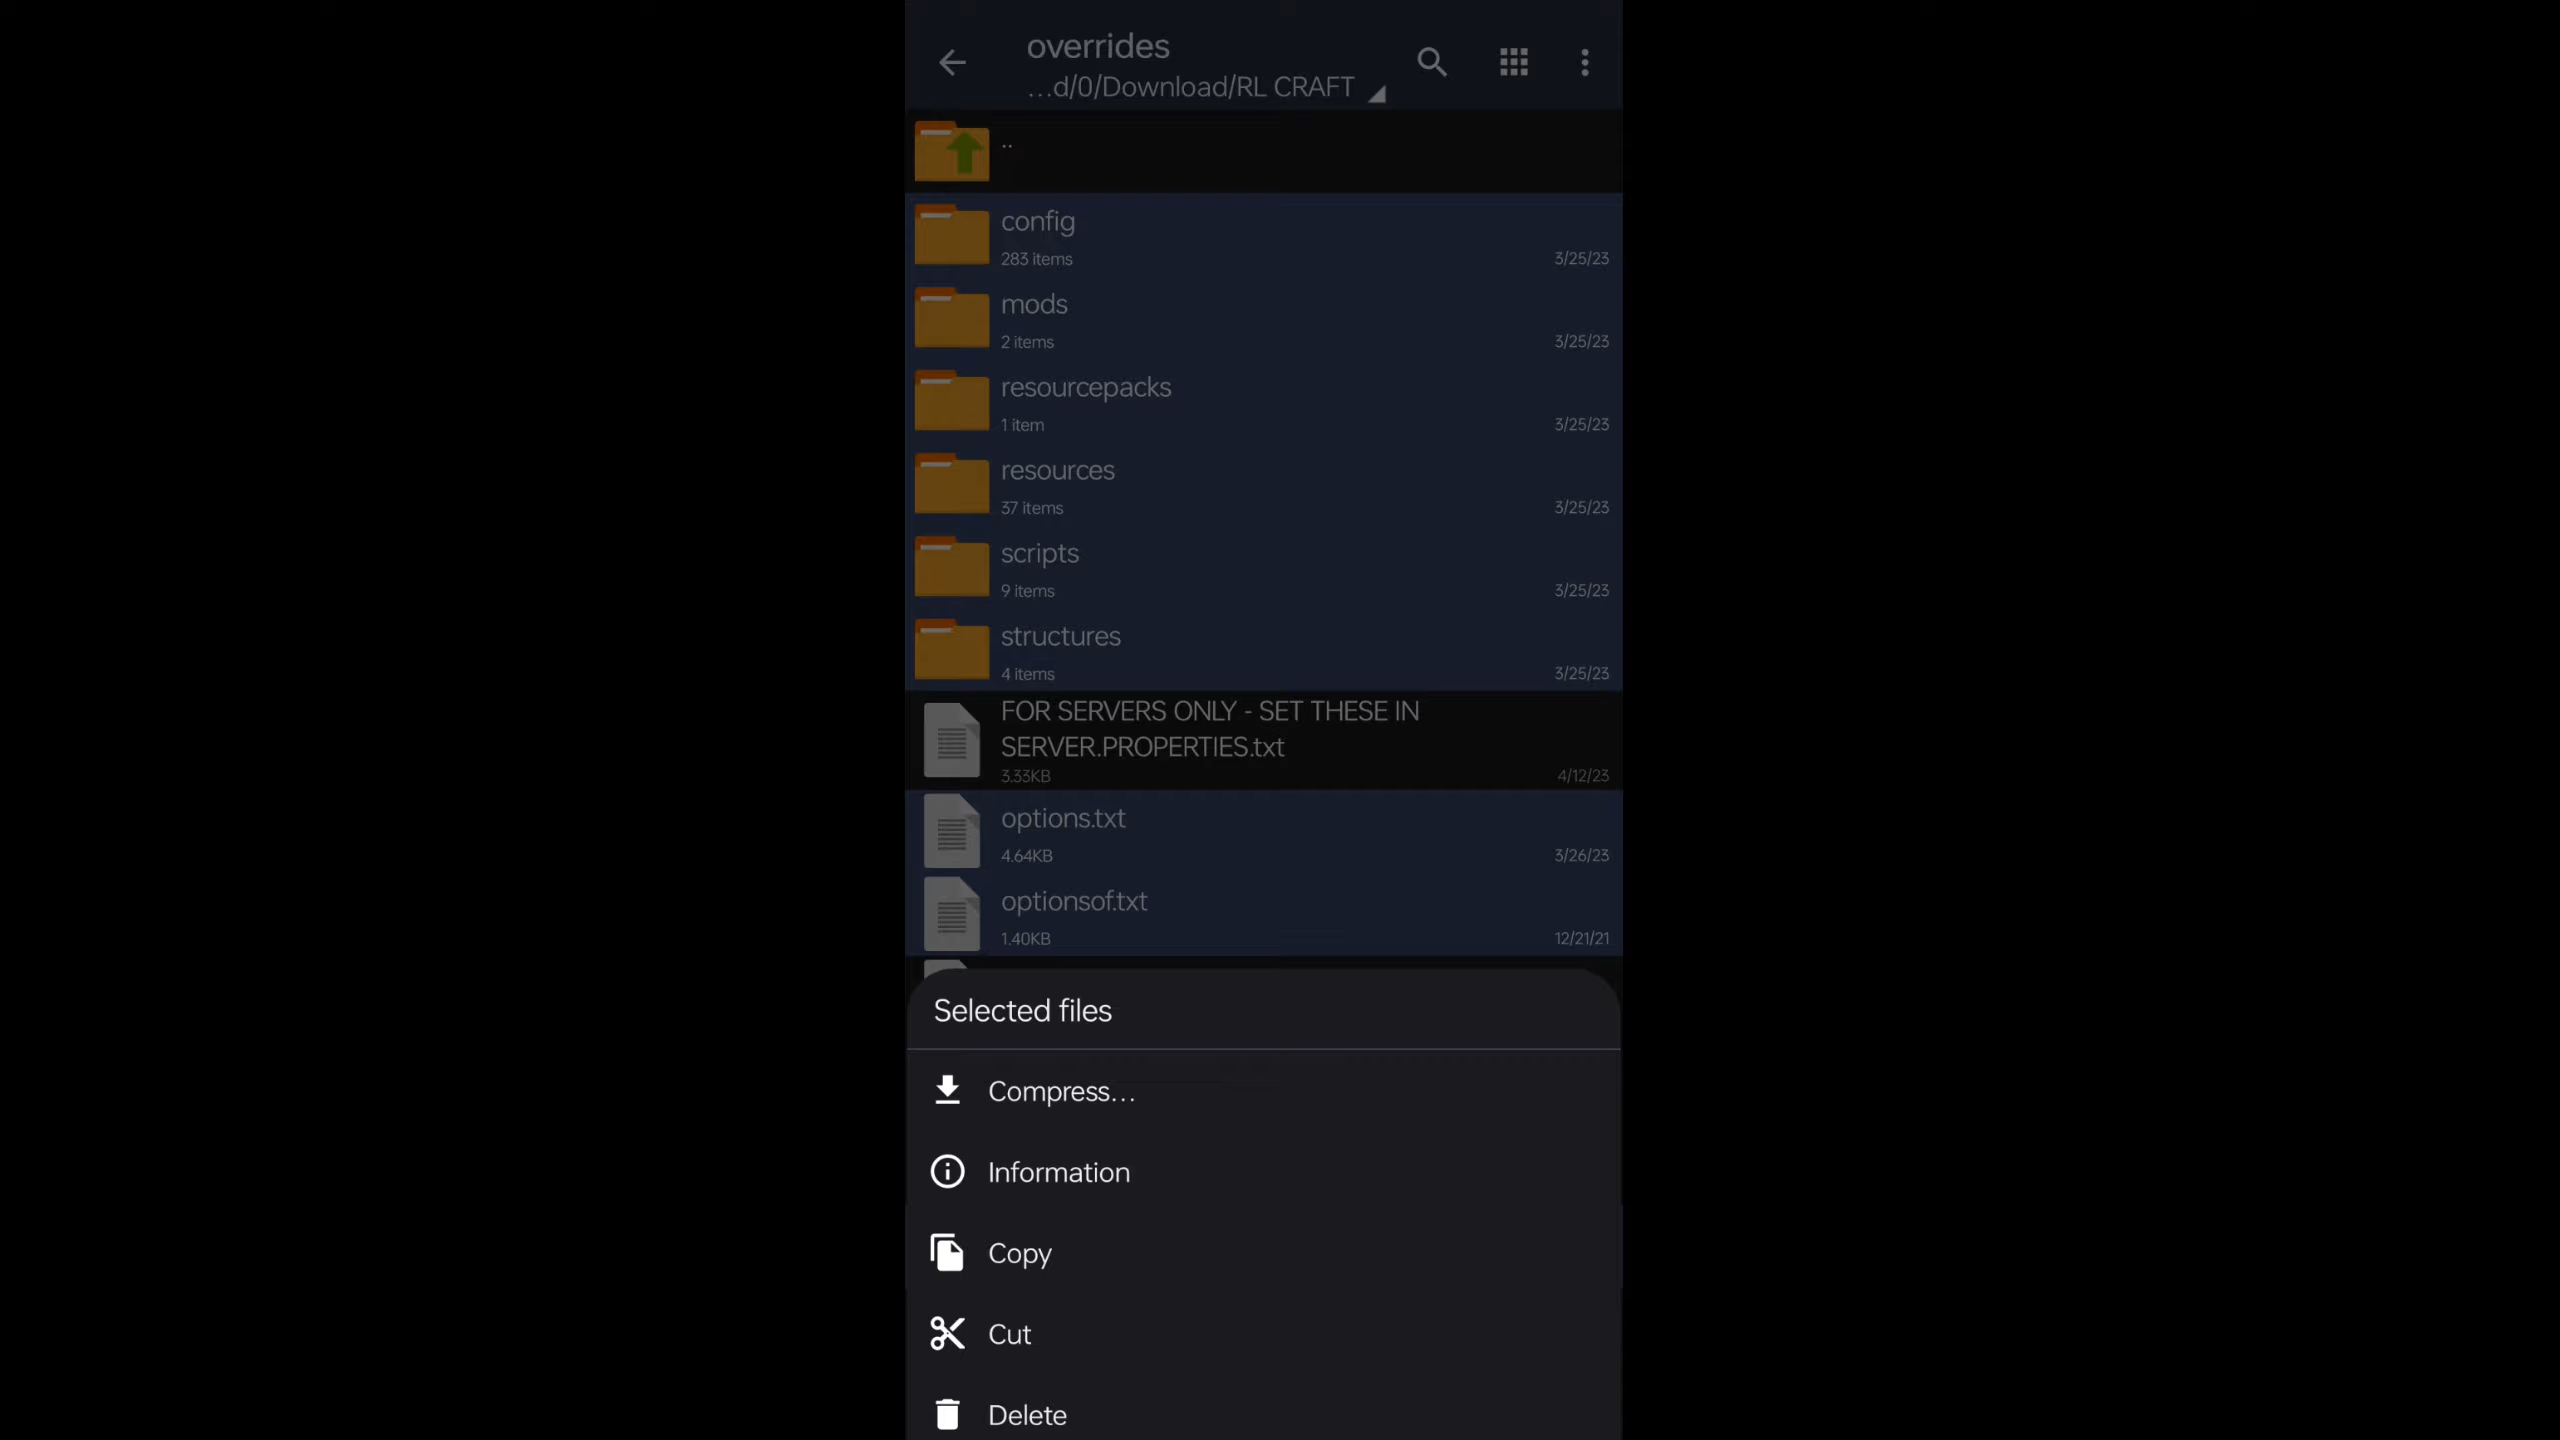 overrides
...d/0/Download/RL CRAFT
..
config
283 items
3/25/23
mods
2 items
3/25/23
resourcepacks
1 item
3/25/23
resources
37 items
3/25/23
scripts
9 items
3/25/23
structures
4 items
3/25/23
FOR SERVERS ONLY - SET THESE IN
SERVER.PROPERTIES.txt
3.33KB
4/12/23
options.txt
4.64KB
3/26/23
optionsof.txt
1.40KB
12/21/21
Selected files
Compress...
Information
Copy
Cut
Delete